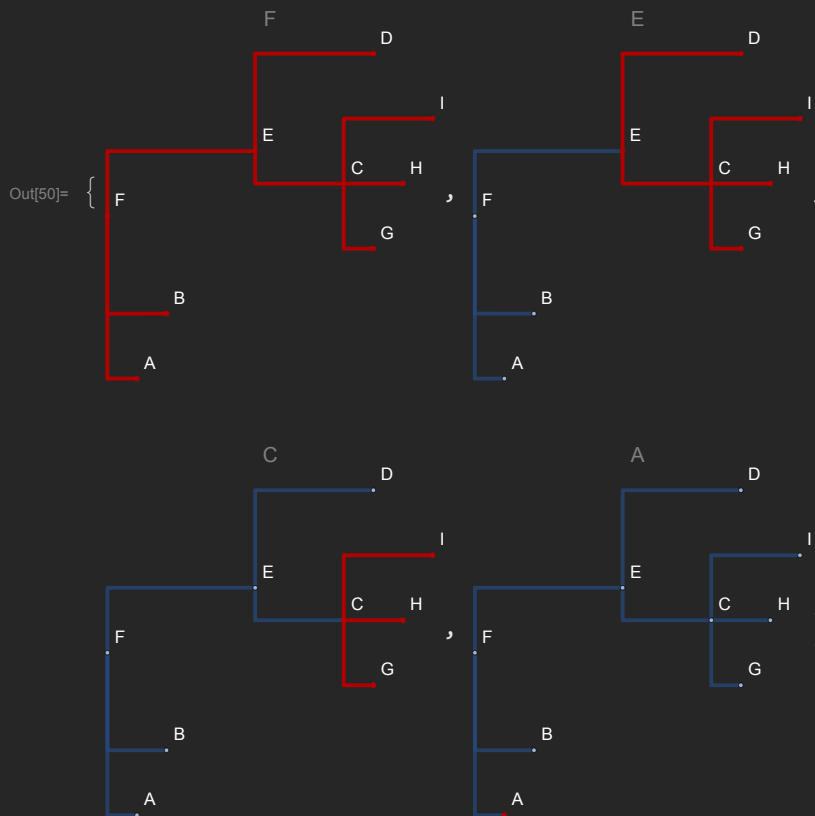 F E
D D
I I
E E
C H C H
Out[50]= { F , F
G G
B B
A A
C A
D D
I I
E E
C H C H
F , F
G G
B B
A A